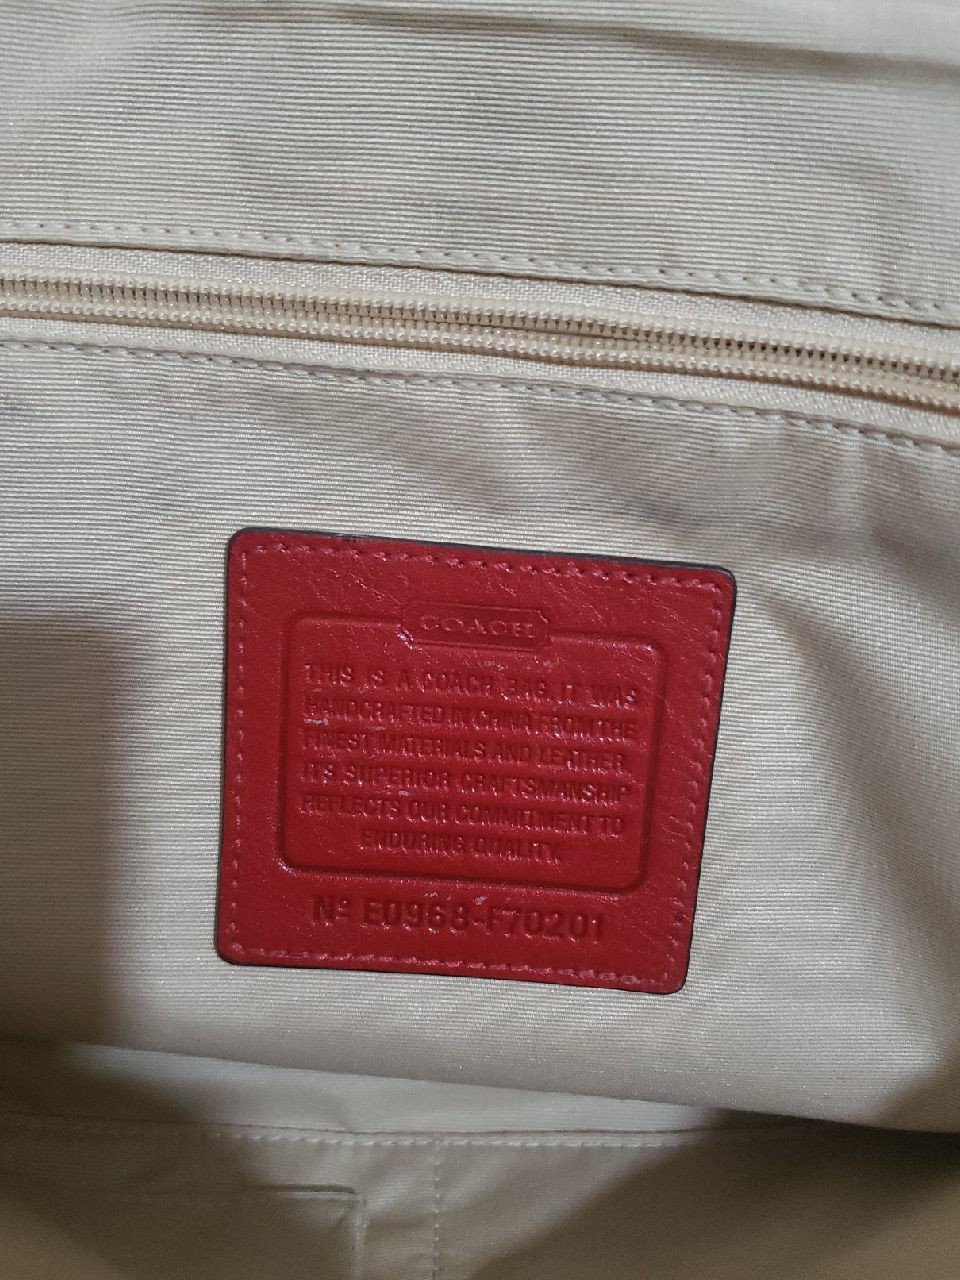 COACH
THIS IS A COACH BAG. IT WAS
HANDCRAFTED IN CHINA FROM THE
FINEST MATERIALS AND LEATHER.
IT'S SUPERIOR CRAFTSMANSHIP
REFLECTS OUR COMMITMENT TO
ENDURING QUALITY.
Nº E0968-F70201